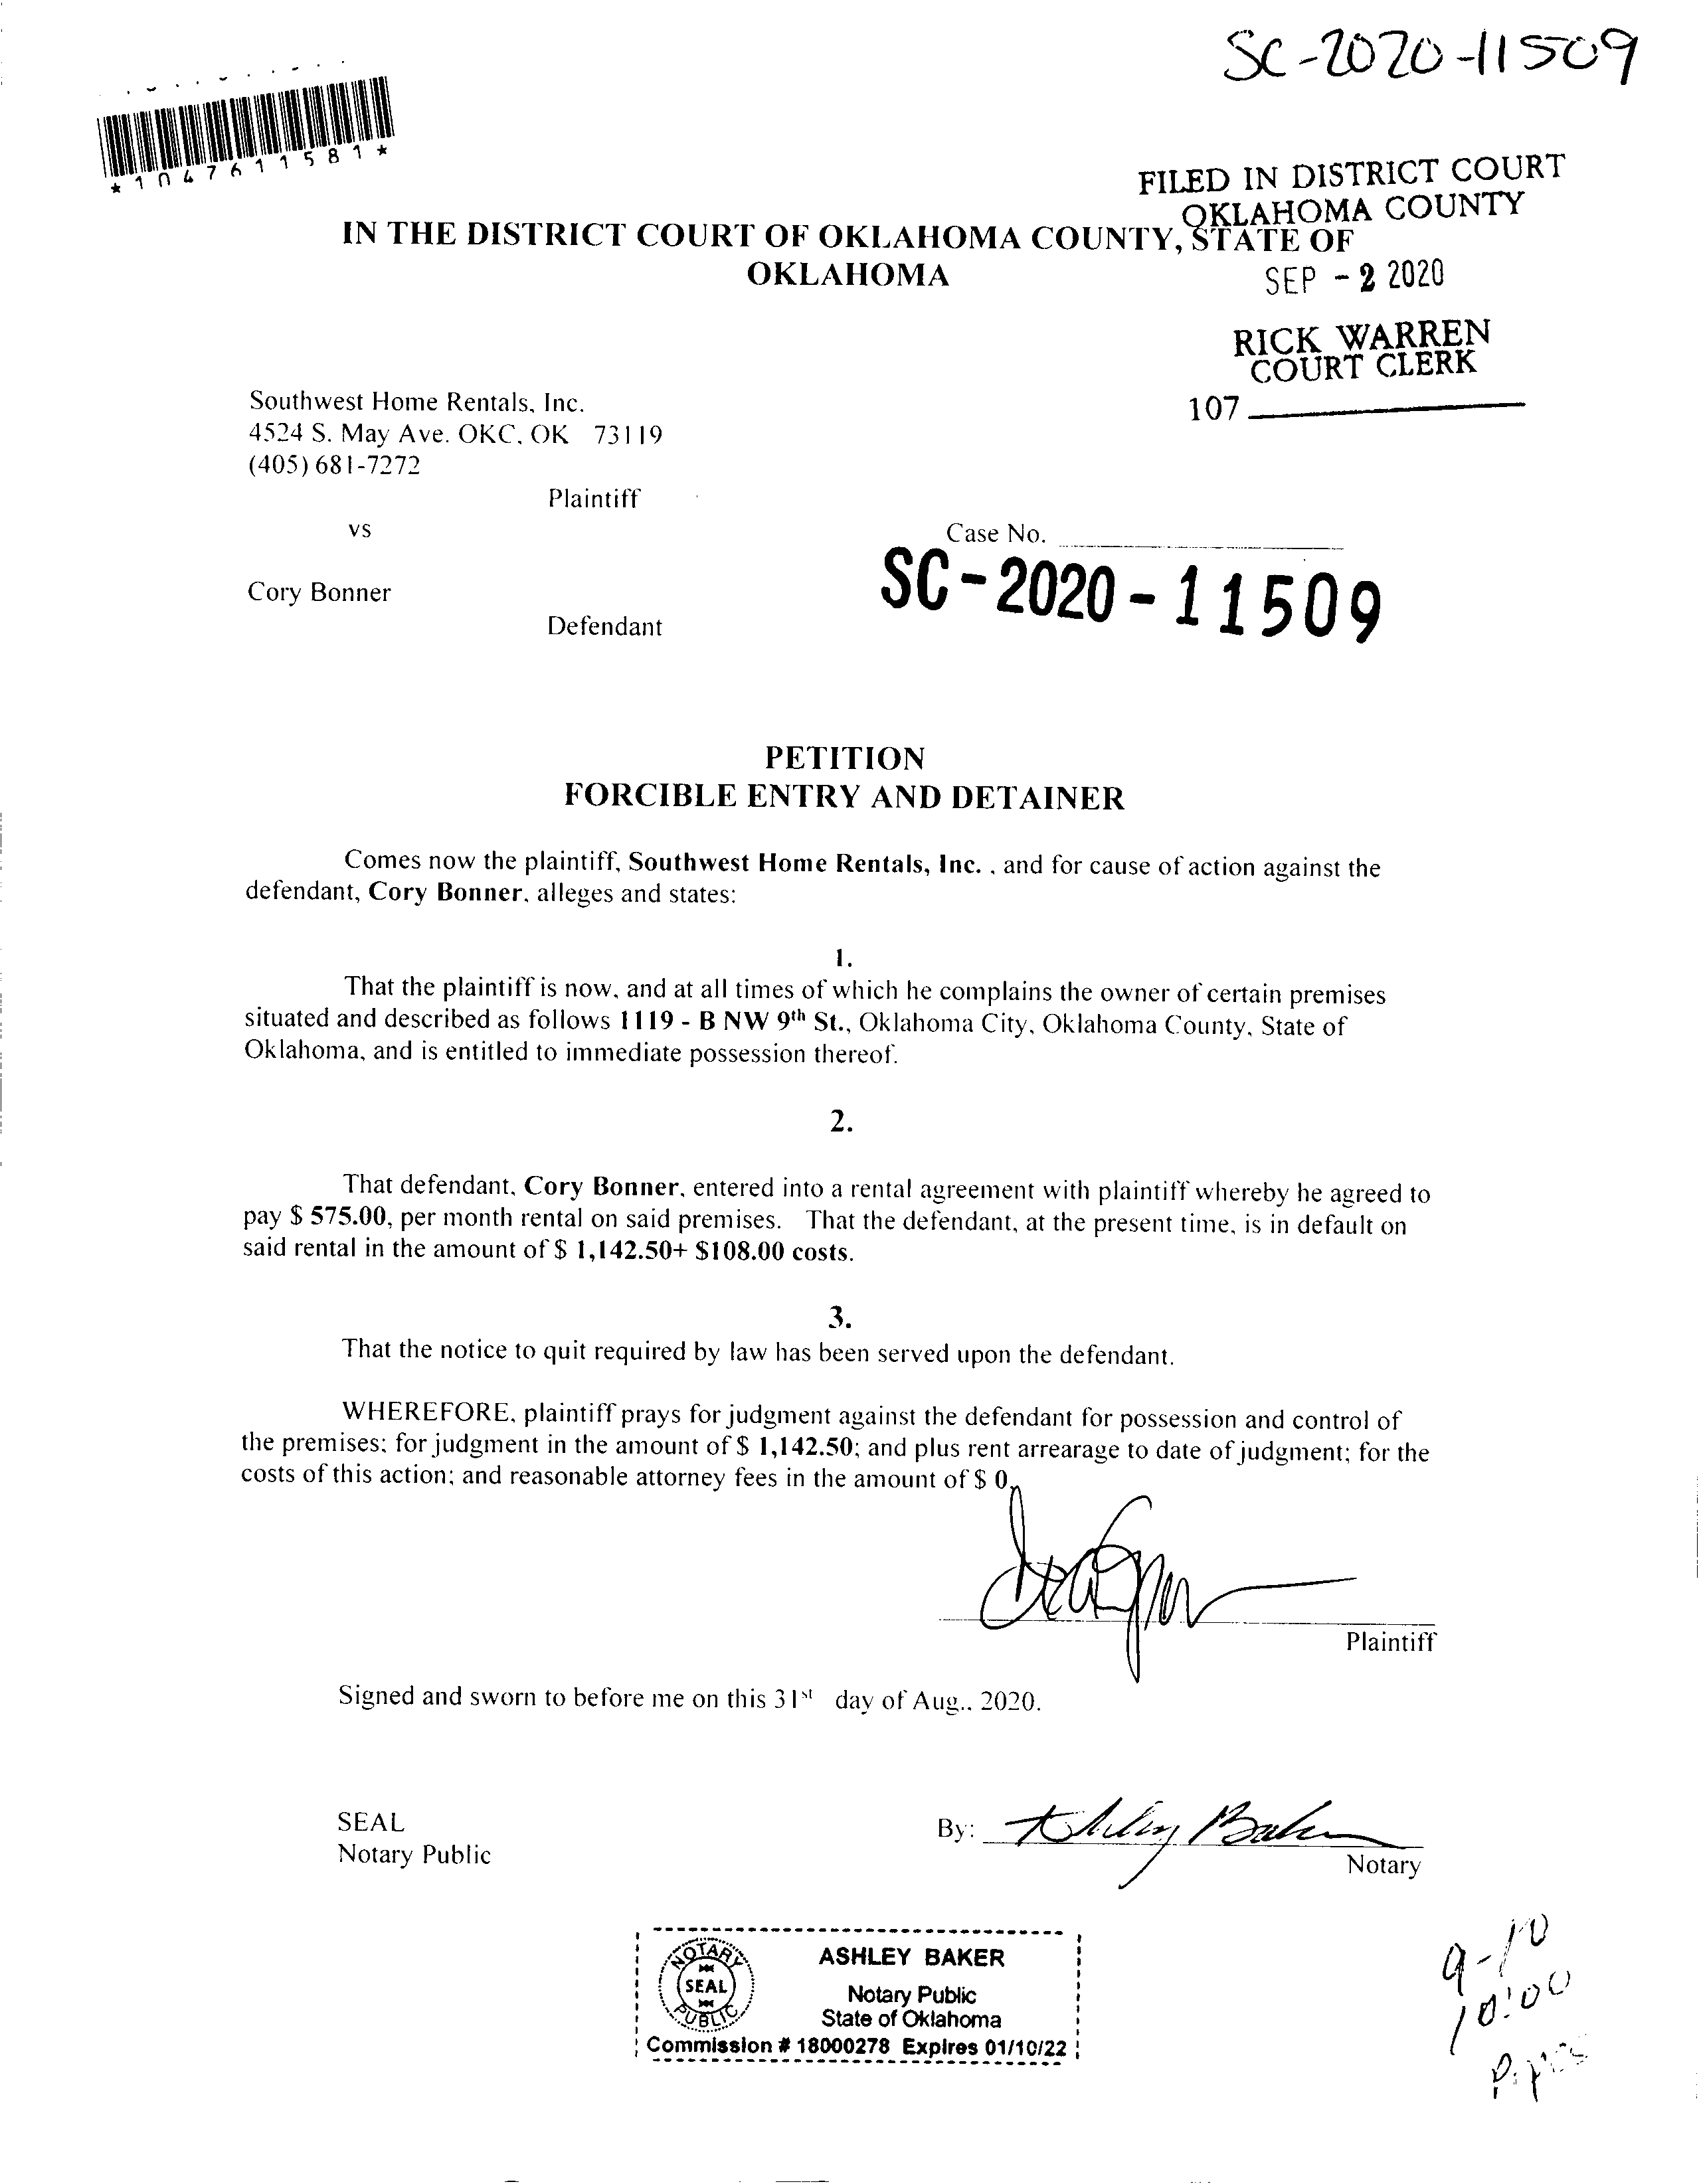 SC-2020-11509
*1047611581*
FILED IN DISTRICT COURT
OKLAHOMA COUNTY
IN THE DISTRICT COURT OF OKLAHOMA COUNTY, STATE OF
OKLAHOMA
SEP - 2 2020
RICK WARREN
COURT CLERK
107
Southwest Home Rentals, Inc.
4524 S. May Ave. OKC, OK 73119
(405) 681-7272
Plaintiff
vs
Case No.
SC-2020-11509
Cory Bonner
Defendant
PETITION
FORCIBLE ENTRY AND DETAINER
Comes now the plaintiff, Southwest Home Rentals, Inc. , and for cause of action against the
defendant, Cory Bonner, alleges and states:
1.
That the plaintiff is now, and at all times of which he complains the owner of certain premises
situated and described as follows 1119 - B NW 9th St., Oklahoma City, Oklahoma County, State of
Oklahoma, and is entitled to immediate possession thereof.
2.
That defendant, Cory Bonner, entered into a rental agreement with plaintiff whereby he agreed to
pay $ 575.00, per month rental on said premises. That the defendant, at the present time, is in default on
said rental in the amount of $ 1,142.50+ $108.00 costs.
3.
That the notice to quit required by law has been served upon the defendant.
WHEREFORE, plaintiff prays for judgment against the defendant for possession and control of
the premises; for judgment in the amount of $ 1,142.50; and plus rent arrearage to date of judgment; for the
costs of this action; and reasonable attorney fees in the amount of $ 0.
Plaintiff
Signed and sworn to before me on this 31st day of Aug., 2020.
SEAL
Notary Public
By: Ashley Baker
Notary
NOTARY
SEAL
PUBLIC
ASHLEY BAKER
Notary Public
State of Oklahoma
Commission # 18000278 Expires 01/10/22
9-10
10:00